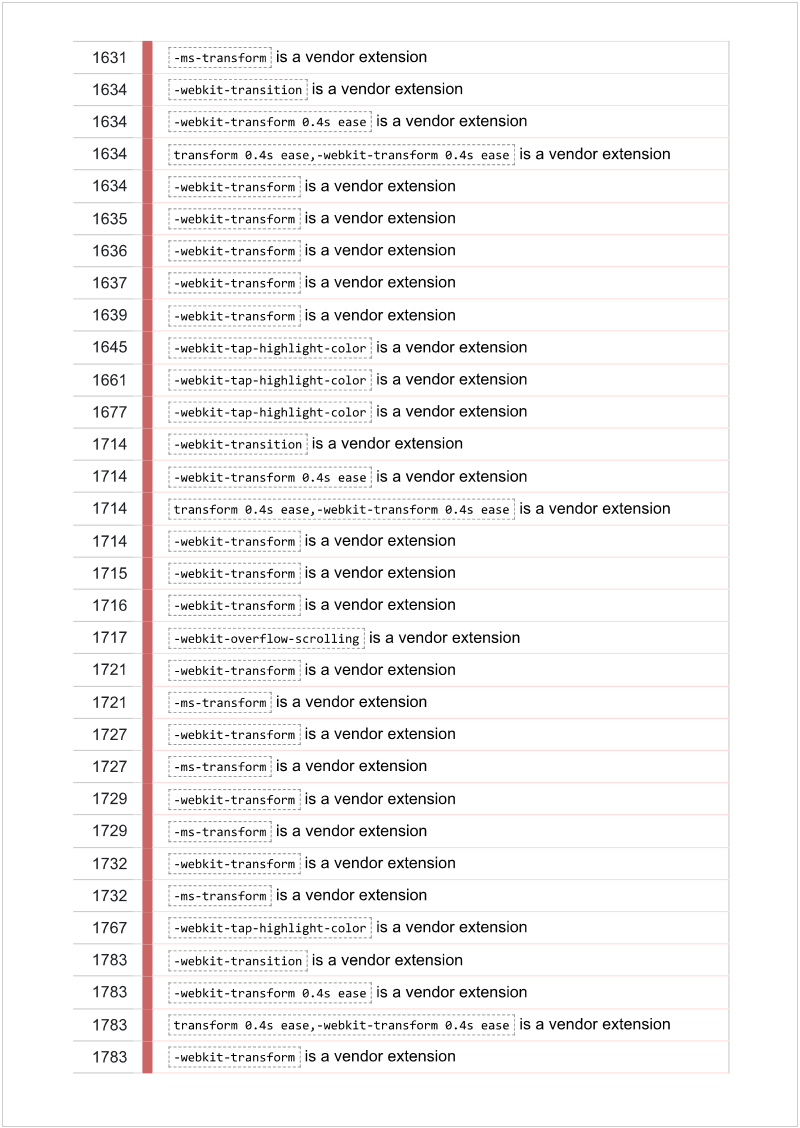 1631 -ms-transform is a vendor extension
1634 -webkit-transition is a vendor extension
1634 -webkit-transform 0.4s ease is a vendor extension
1634 transform 0.4s ease,-webkit-transform 0.4s ease is a vendor extension
1634 -webkit-transform is a vendor extension
1635 -webkit-transform is a vendor extension
1636 -webkit-transform is a vendor extension
1637 -webkit-transform is a vendor extension
1639 -webkit-transform is a vendor extension
1645 -webkit-tap-highlight-color is a vendor extension
1661 -webkit-tap-highlight-color is a vendor extension
1677 -webkit-tap-highlight-color is a vendor extension
1714 -webkit-transition is a vendor extension
1714 -webkit-transform 0.4s ease is a vendor extension
1714 transform 0.4s ease,-webkit-transform 0.4s ease is a vendor extension
1714 -webkit-transform is a vendor extension
1715 -webkit-transform is a vendor extension
1716 -webkit-transform is a vendor extension
1717 -webkit-overflow-scrolling is a vendor extension
1721 -webkit-transform is a vendor extension
1721 -ms-transform is a vendor extension
1727 -webkit-transform is a vendor extension
1727 -ms-transform is a vendor extension
1729 -webkit-transform is a vendor extension
1729 -ms-transform is a vendor extension
1732 -webkit-transform is a vendor extension
1732 -ms-transform is a vendor extension
1767 -webkit-tap-highlight-color is a vendor extension
1783 -webkit-transition is a vendor extension
1783 -webkit-transform 0.4s ease is a vendor extension
1783 transform 0.4s ease,-webkit-transform 0.4s ease is a vendor extension
1783 -webkit-transform is a vendor extension